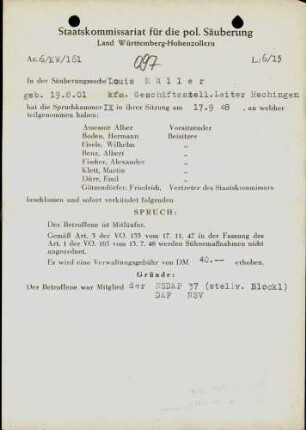 Staatskommissariat für die pol. Säuberung
Land Württemberg-Hohenzollern
Az: 6/KW/161 L: 6/15
097
In der Säuberungssache Louis Müller
geb. 19.8.01 kfm. Geschäftsstell.leiter Hechingen
hat die Spruchkammer IX in ihrer Sitzung am 17.9 48 , an welcher
teilgenommen haben:
Assessor Alber Vorsitzender
Boden, Hermann Beisitzer
Eisele, Wilhelm „
Benz, Albert „
Fischer, Alexander „
Klett, Martin „
Dürr, Emil „
Götzendörfer, Friedrich, Vertreter des Staatskommissars
beschlossen und sofort verkündet folgenden
SPRUCH:
Der Betroffene ist Mitläufer.
Gemäß Art. 3 der VO. 133 vom 17. 11. 47 in der Fassung des
Art. 1 der VO. 165 vom 13. 7. 48 werden Sühnemaßnahmen nicht
angeordnet.
Es wird eine Verwaltungsgebühr von DM 40.-- erhoben.
Gründe:
Der Betroffene war Mitglied der NSDAP 37 (stellv. Blockl)
DAF NSV